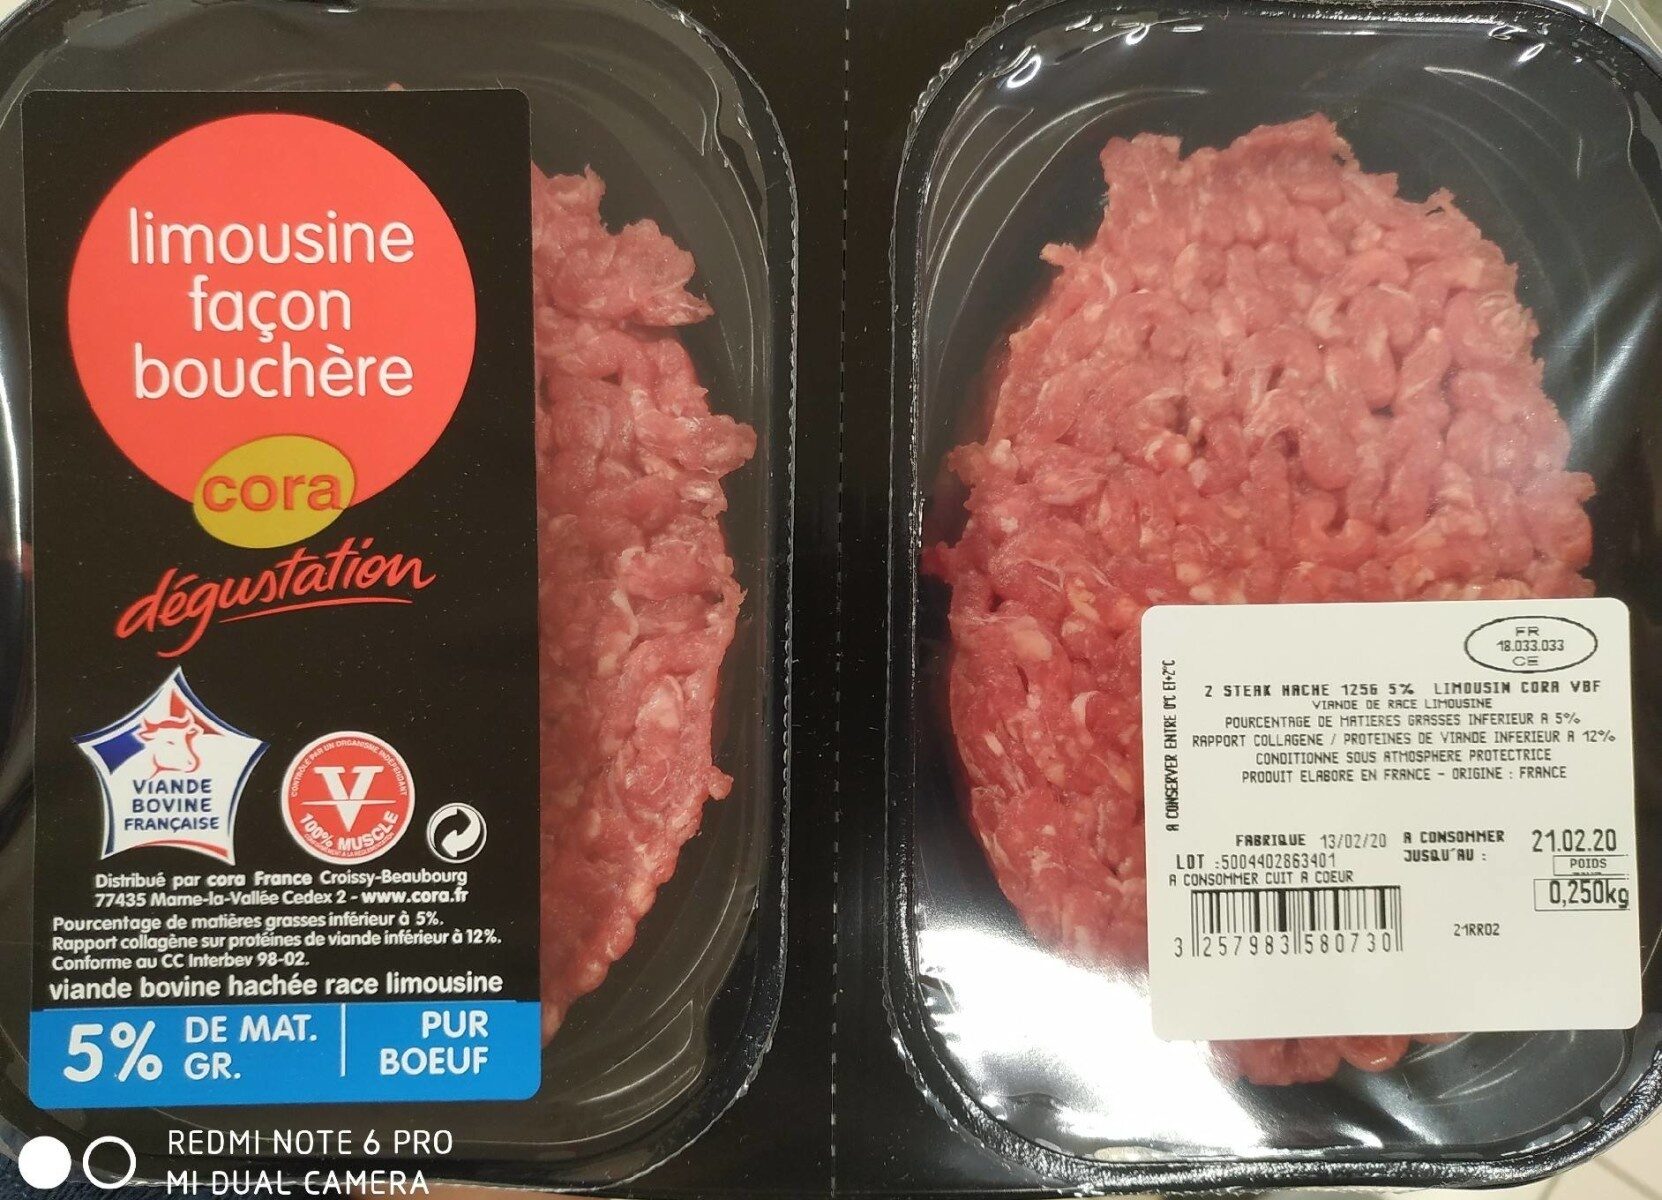 limousine
façon
bouchère
cora
dégustation
VIANDE
BOVINE
FRANÇAISE
CONTRÔLÉ PAR UN ORGANISME INDÉPENDANT
V
100% MUSCLE
Distribué par cora France Croissy-Beaubourg
77435 Marne-la-Vallée Cedex 2 - www.cora.fr
Pourcentage de matières grasses inférieur à 5%.
Rapport collagène sur protéines de viande inférieur à 12%.
Conforme au CC Interbev 98-02.
viande bovine hachée race limousine
5% DE MAT. GR.
PUR BOEUF
FR
18.033.033
CE
2 STEAK HACHE 125G 5% LIMOUSIN CORA VBF
VIANDE DE RACE LIMOUSINE
POURCENTAGE DE MATIERES GRASSES INFERIEUR A 5%
RAPPORT COLLAGENE / PROTEINES DE VIANDE INFERIEUR A 12%
CONDITIONNE SOUS ATMOSPHERE PROTECTRICE
PRODUIT ELABORE EN FRANCE - ORIGINE : FRANCE
A CONSERVER ENTRE 0°C ET+2°C
FABRIQUE 13/02/20 A CONSOMMER JUSQU'AU : 21.02.20
LOT :5004402863401
A CONSOMMER CUIT A COEUR
POIDS
0,250kg
21RR02
3 257983 580730
REDMI NOTE 6 PRO
MI DUAL CAMERA